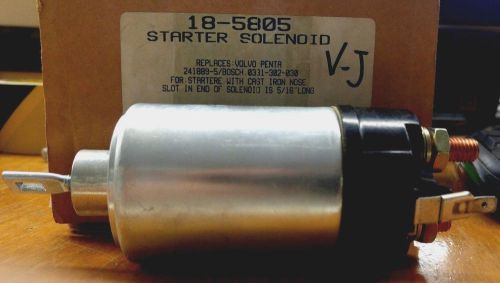 18-5805
STARTER SOLENOID
REPLACES: VOLVO PENTA
241889-5/BOSCH.0331-302-030
FOR STARTERE WITH CAST IRON NOSE
SLOT IN END OF SOLENOID IS 5/16"LONG
V-J